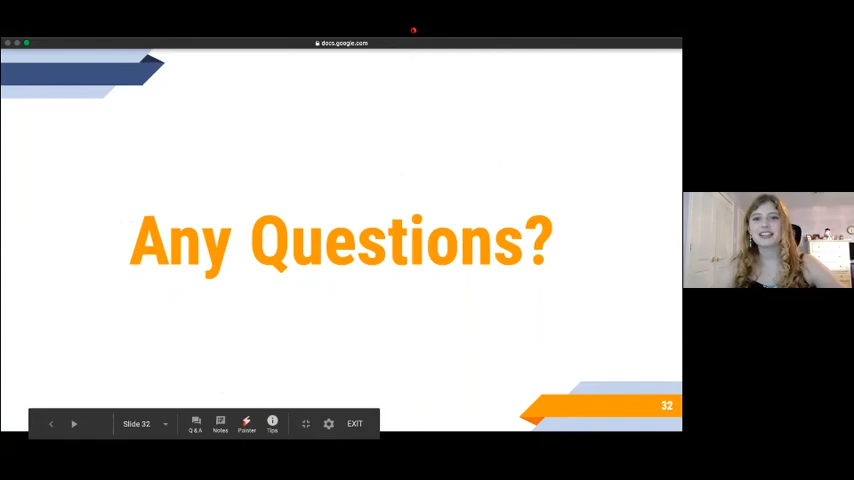 docs.google.com
Any Questions?
32
Slide 32
Q & A
Notes
Pointer
Tips
EXIT